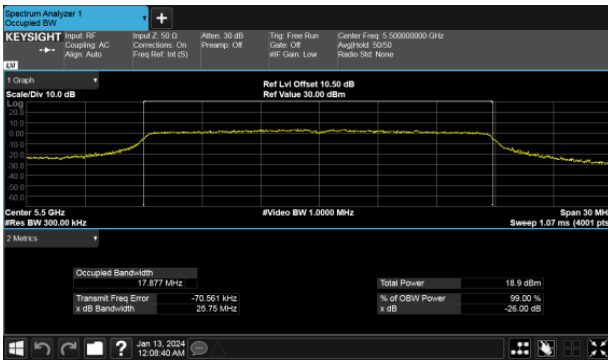 Spectrum Analyzer 1
Occupied BW
KEYSIGHT
Input: RF
Coupling: AC
Align: Auto
Input Z: 50 Ω
Corrections: On
Freq Ref: Int (S)
Atten: 30 dB
Preamp: Off
Trig: Free Run
Gate: Off
#IF Gain: Low
Center Freq: 5.500000000 GHz
Avg|Hold: 50/50
Radio Std: None
LXI
1 Graph
Scale/Div 10.0 dB
Ref Lvl Offset 10.50 dB
Ref Value 30.00 dBm
Log
20.0
10.0
0.00
-10.0
-20.0
-30.0
-40.0
-50.0
-60.0
Center 5.5 GHz
#Video BW 1.0000 MHz
Span 30 MH
#Res BW 300.00 kHz
Sweep 1.07 ms (4001 pts
2 Metrics
Occupied Bandwidth
17.877 MHz
Total Power 18.9 dBm
Transmit Freq Error -70.561 kHz
% of OBW Power 99.00 %
x dB Bandwidth 25.75 MHz
x dB -26.00 dB
?
Jan 13, 2024
12:08:40 AM